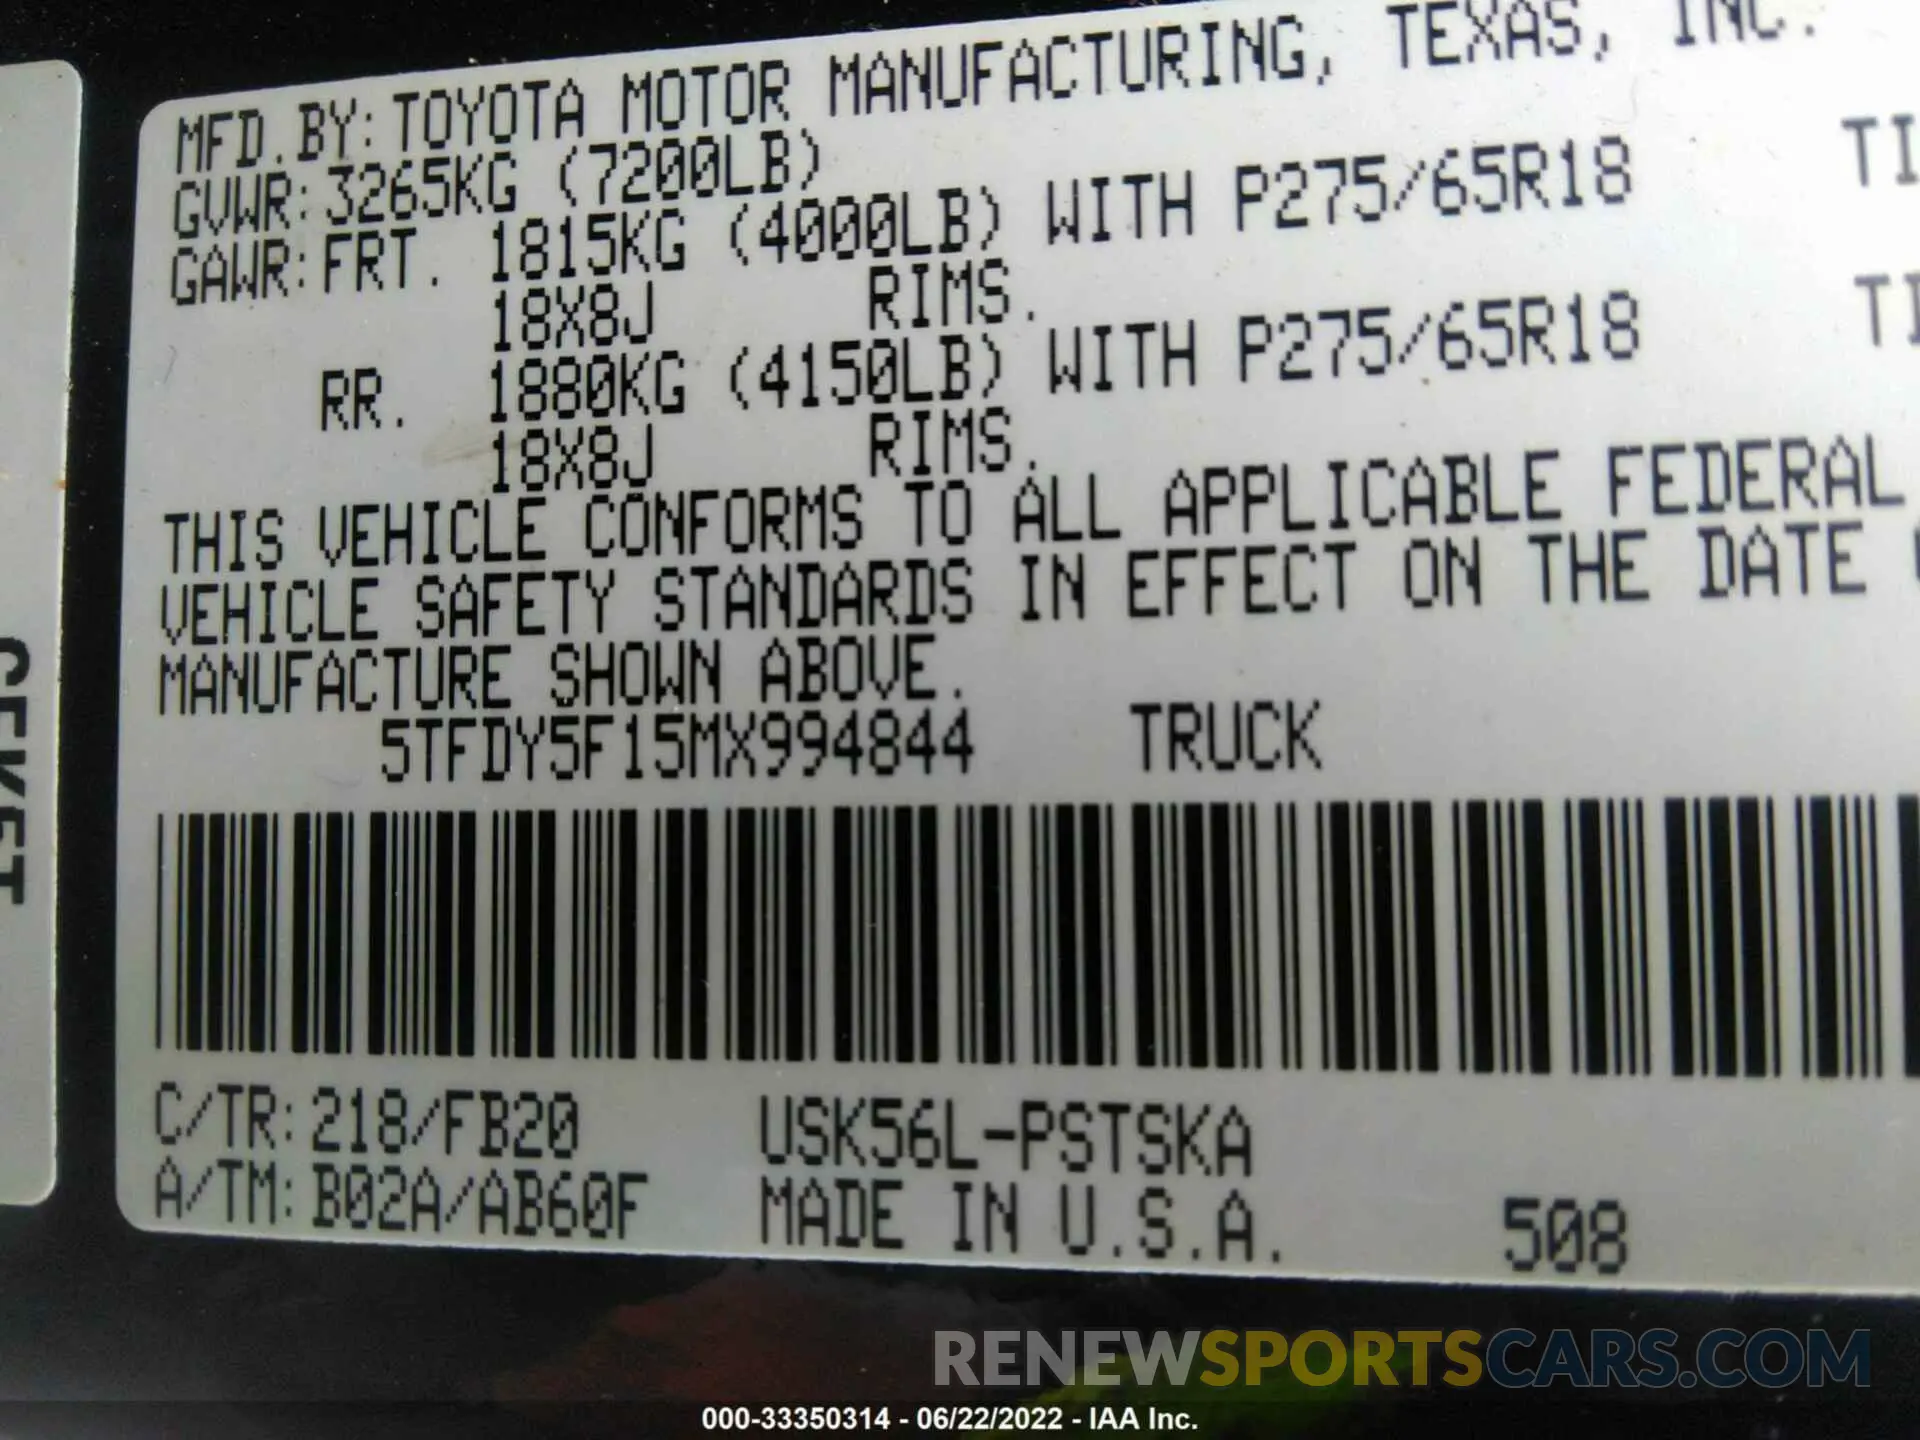 MFD.BY:TOYOTA MOTOR MANUFACTURING, TEXAS, INC.
GVWR:3265KG (7200LB)
GAWR:FRT. 1815KG (4000LB) WITH P275/65R18 TI
18X8J RIMS.
RR. 1880KG (4150LB) WITH P275/65R18 TI
18X8J RIMS.
THIS VEHICLE CONFORMS TO ALL APPLICABLE FEDERAL
VEHICLE SAFETY STANDARDS IN EFFECT ON THE DATE
MANUFACTURE SHOWN ABOVE.
5TFDY5F15MX994844 TRUCK
C/TR:218/FB20 USK56L-PSTSKA
A/TM:B02A/AB60F MADE IN U.S.A. 508
RENEWSPORTSCARS.COM
000-33350314 - 06/22/2022 - IAA Inc.